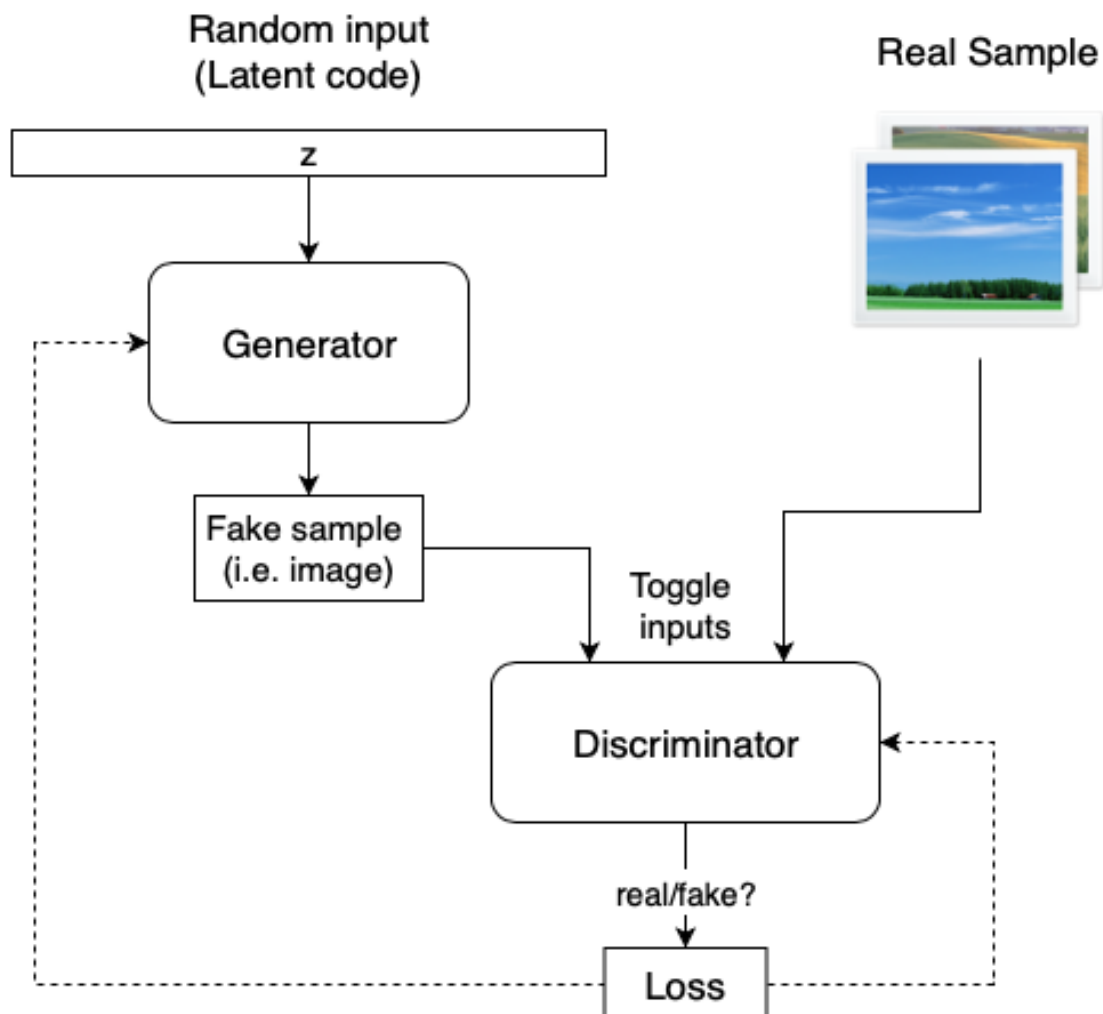 Random input
(Latent code)
Real Sample
z
Generator
Fake sample
(i.e. image)
Toggle
inputs
Discriminator
real/fake?
Loss